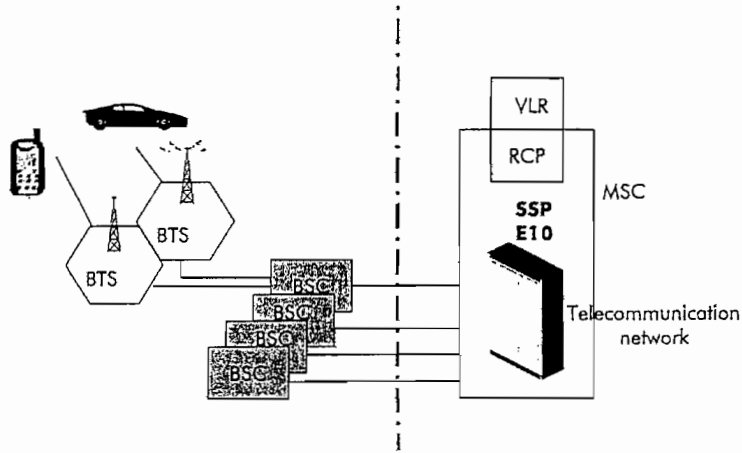 VLR
RCP
MSC
SSP
E10
BTS
BTS
BSC
BSC
BSC
BSC
Telecommunication
network